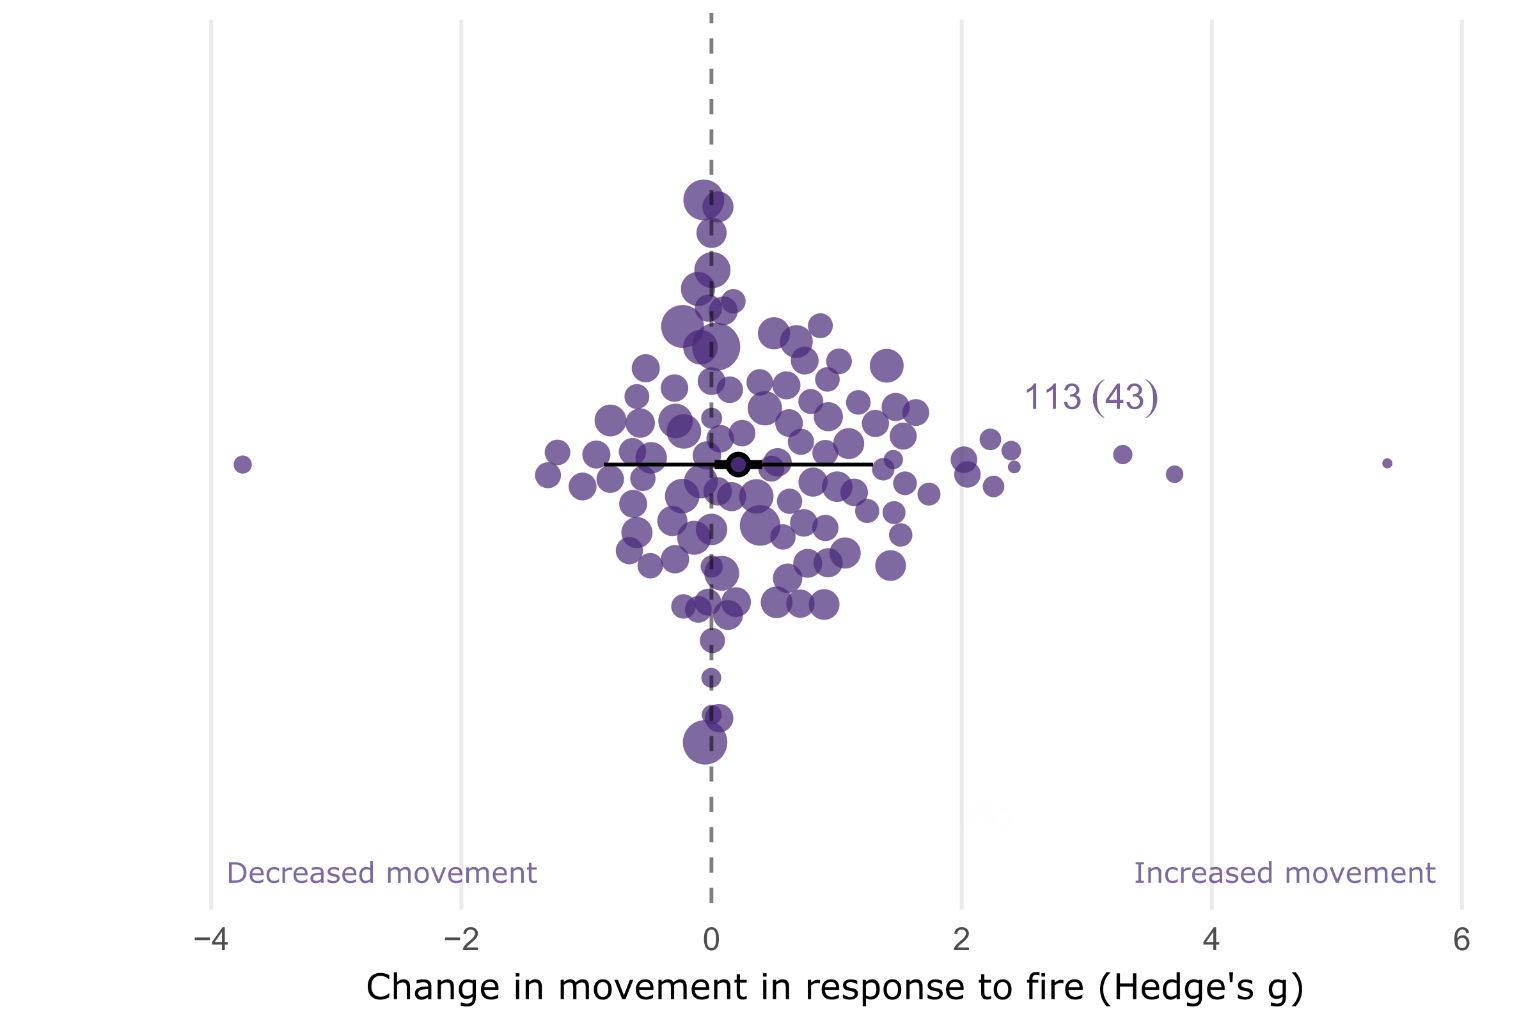 113 (43)
Decreased movement
Increased movement
−4 −2 0 2 4 6
Change in movement in response to fire (Hedge's g)